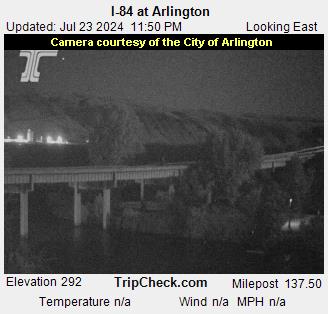 I-84 at Arlington
Updated: Jul 23 2024 11:50 PM Looking East
Camera courtesy of the City of Arlington
Elevation 292 TripCheck.com Milepost 137.50
Temperature n/a Wind n/a MPH n/a